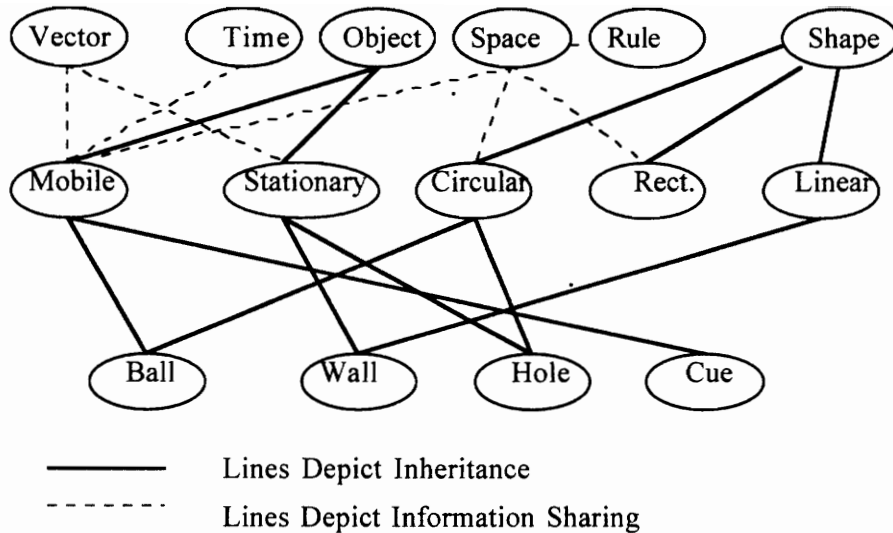 Vector Time Object Space Rule Shape
Mobile Stationary Circular Rect. Linear
Ball Wall Hole Cue
Lines Depict Inheritance
Lines Depict Information Sharing